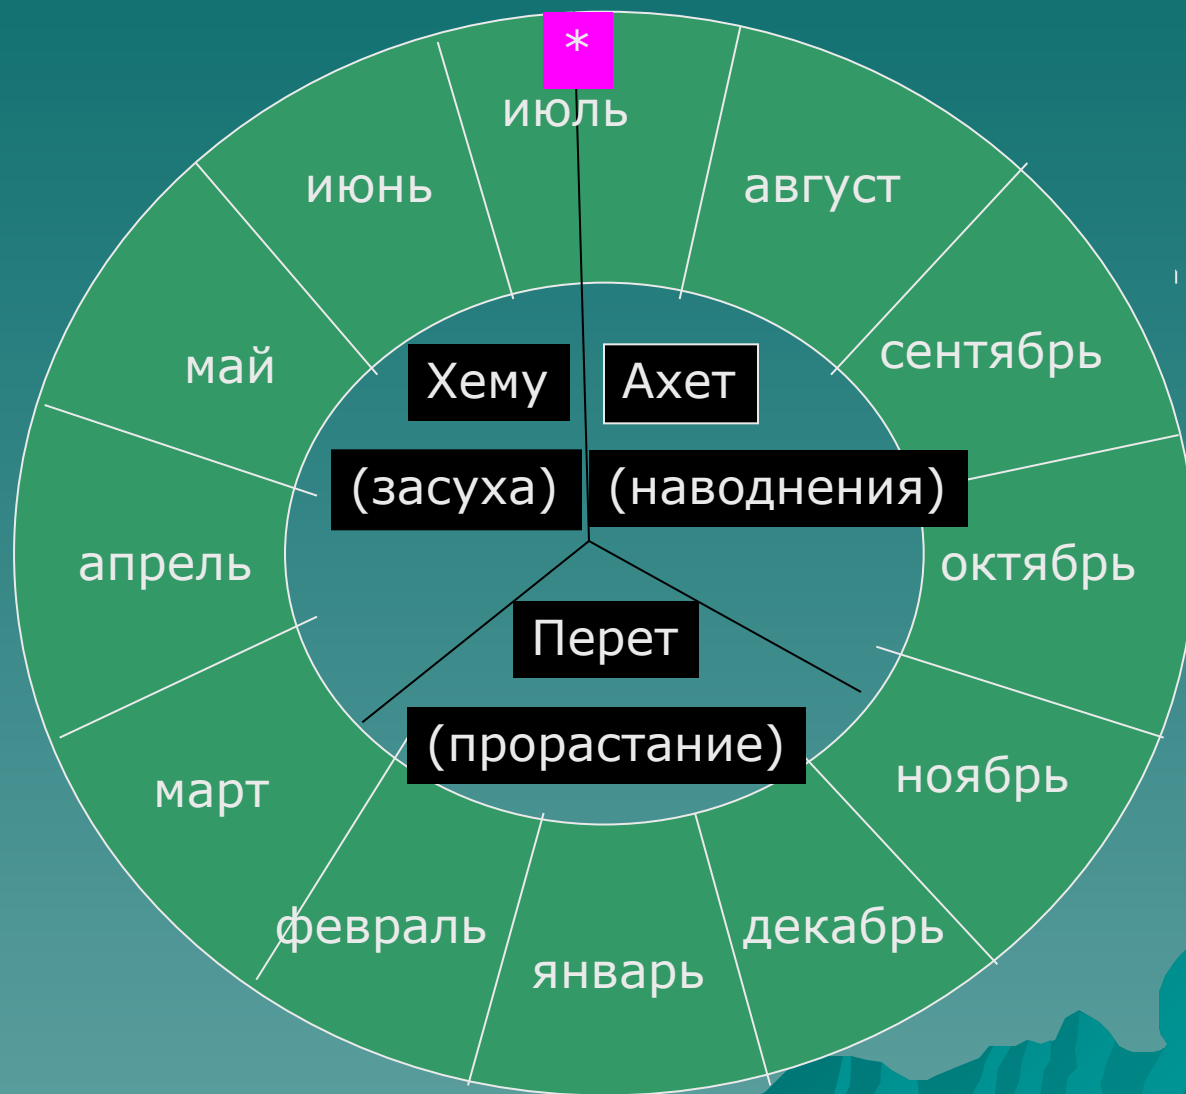 *
июль
июнь
август
май
сентябрь
Хему
Ахет
(засуха)
(наводнения)
апрель
октябрь
Перет
(прорастание)
март
ноябрь
февраль
декабрь
январь